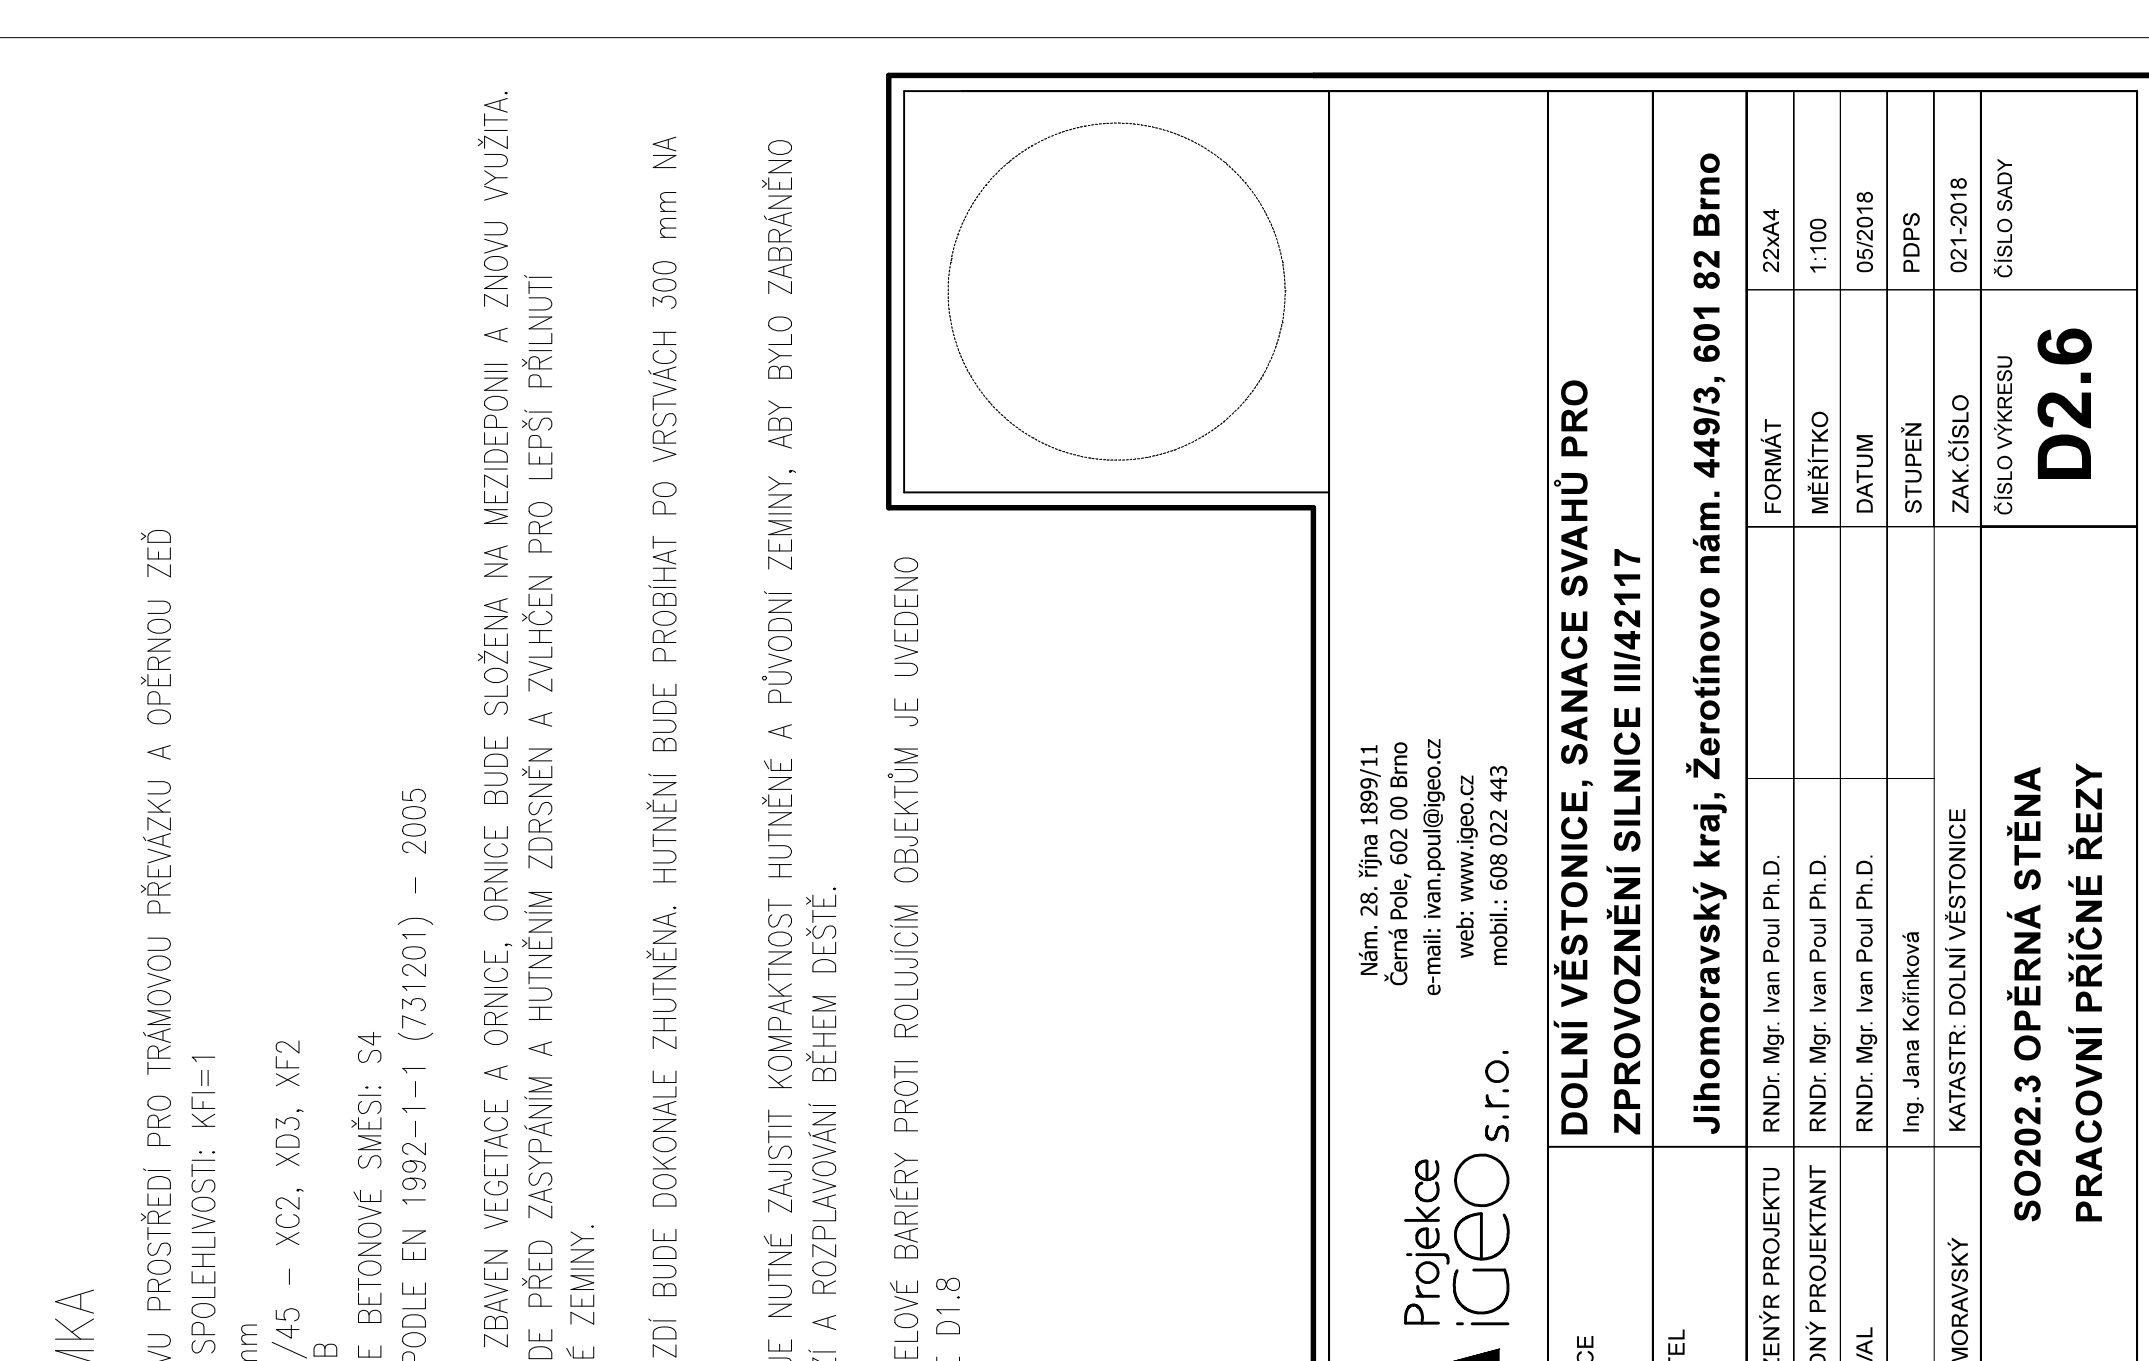 VU PROSTŘEDÍ PRO TRÁMOVOU PŘEVÁZKU A OPĚRNOU ZEĎ
SPOLEHLIVOSTI: KFI=1
mm
/45 – XC2, XD3, XF2
BETONOVÉ SMĚSI: S4
PODLE EN 1992–1–1 (731201) – 2005
ZBAVEN VEGETACE A ORNICE, ORNICE BUDE SLOŽENA NA MEZIDEPONII A ZNOVU VYUŽITA.
DE PŘED ZASYPÁNÍM A HUTNĚNÍM ZDRSNĚN A ZVLHČEN PRO LEPŠÍ PŘILNUTÍ
É ZEMINY.
ZDÍ BUDE DOKONALE ZHUTNĚNA. HUTNĚNÍ BUDE PROBÍHAT PO VRSTVÁCH 300 mm NA
JE NUTNÉ ZAJISTIT KOMPAKTNOST HUTNĚNÉ A PŮVODNÍ ZEMINY, ABY BYLO ZABRÁNĚNO
ZÍ A ROZPLAVOVÁNÍ BĚHEM DEŠTĚ.
ELOVÉ BARIÉRY PROTI ROLUJÍCÍM OBJEKTŮM JE UVEDENO
D1.8
Projekce
iGEO s.r.o.
Nám. 28. října 1899/11
Černá Pole, 602 00 Brno
e-mail: ivan.poul@igeo.cz
web: www.igeo.cz
mobil.: 608 022 443
CE DOLNÍ VĚSTONICE, SANACE SVAHŮ PRO
ZPROVOZNĚNÍ SILNICE III/42117
TEL Jihomoravský kraj, Žerotínovo nám. 449/3, 601 82 Brno
ZENÝR PROJEKTU RNDr. Mgr. Ivan Poul Ph.D. FORMÁT 22xA4
DNÝ PROJEKTANT RNDr. Mgr. Ivan Poul Ph.D. MĚŘÍTKO 1:100
VAL RNDr. Mgr. Ivan Poul Ph.D. DATUM 05/2018
Ing. Jana Kořínková STUPEŇ PDPS
MORAVSKÝ KATASTR: DOLNÍ VĚSTONICE ZAK.ČÍSLO 021-2018
SO202.3 OPĚRNÁ STĚNA
PRACOVNÍ PŘÍČNÉ ŘEZY
ČÍSLO VÝKRESU ČÍSLO SADY
D2.6